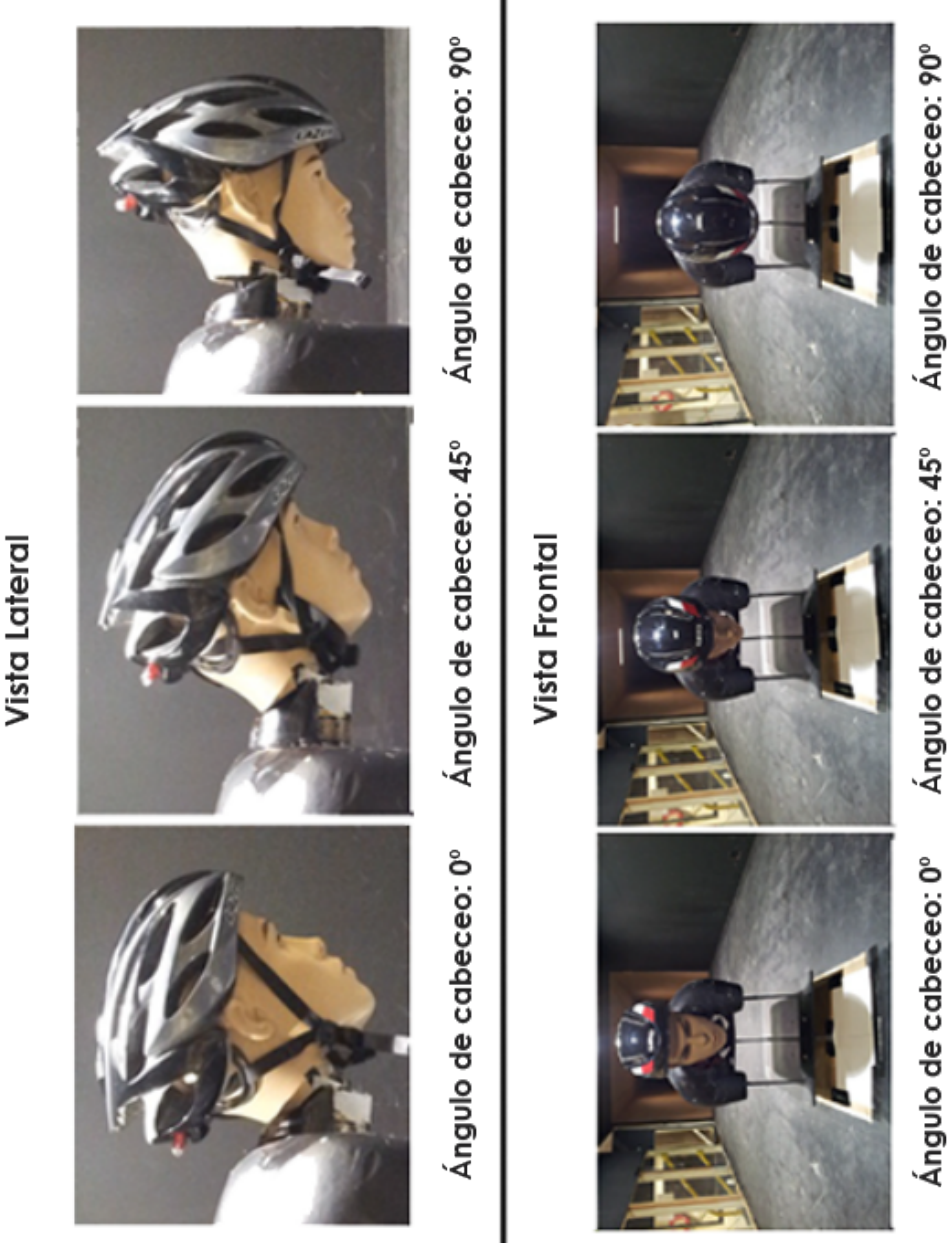 Vista Lateral
Ángulo de cabeceo: 0º
Ángulo de cabeceo: 45º
Ángulo de cabeceo: 90º
Vista Frontal
Ángulo de cabeceo: 0º
Ángulo de cabeceo: 45º
Ángulo de cabeceo: 90º